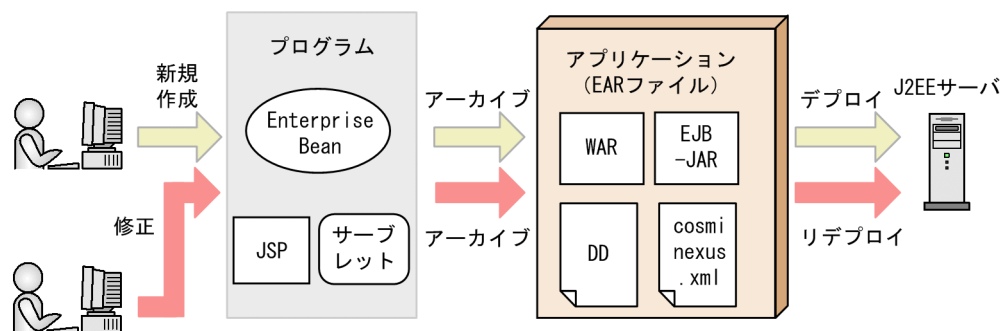 プログラム
新規
作成
Enterprise
Bean
JSP
サーブ
レット
修正
アーカイブ
アーカイブ
アプリケーション
(EARファイル)
WAR
EJB
-JAR
DD
cosmi
nexus
.xml
デプロイ
リデプロイ
J2EEサーバ